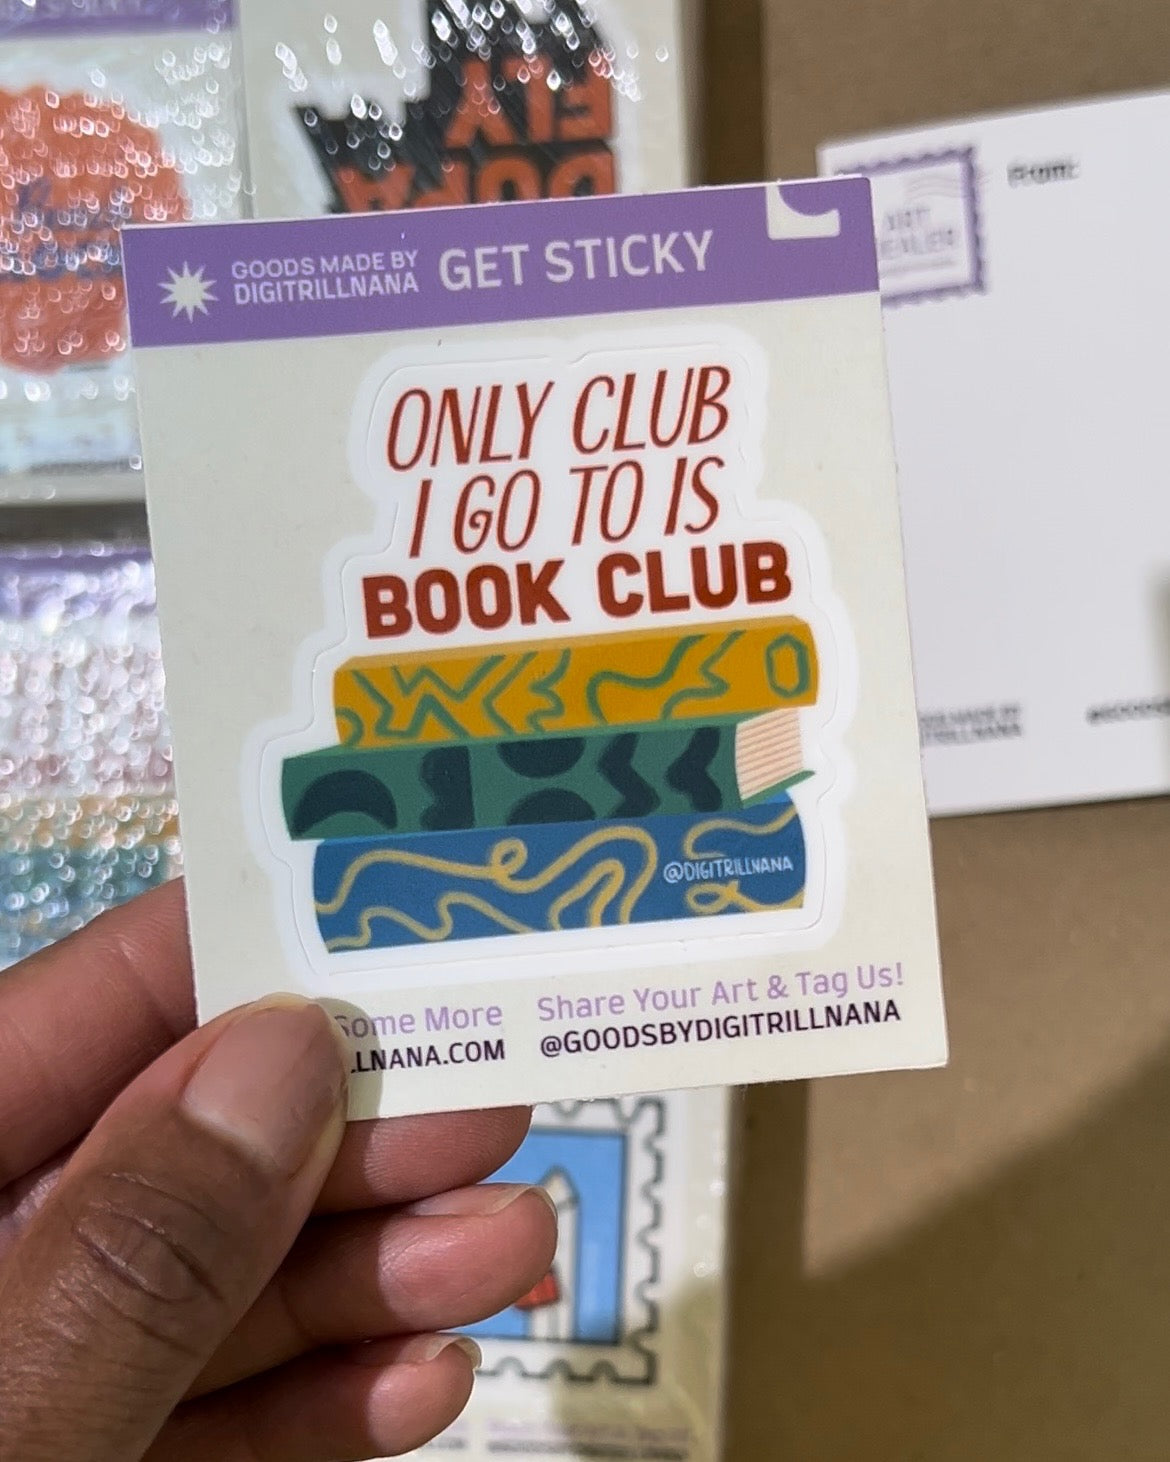 GOODS MADE BY
DIGITRILLNANA
GET STICKY
ONLY CLUB
I GO TO IS
BOOK CLUB
@DIGITRILLNANA
Some More
LLNANA.COM
Share Your Art & Tag Us!
@GOODSBYDIGITRILLNANA
From:
ART